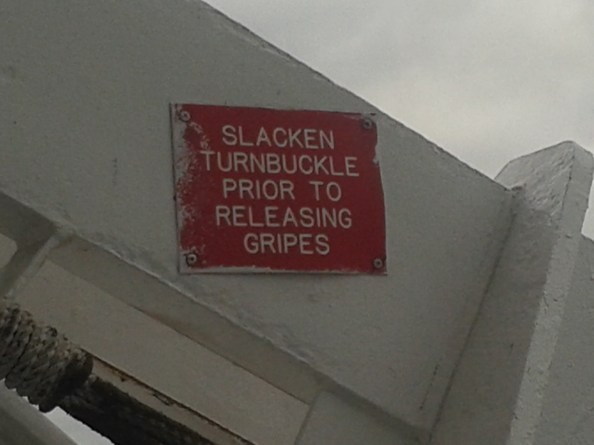 SLACKEN
TURNBUCKLE
PRIOR TO
RELEASING
GRIPES